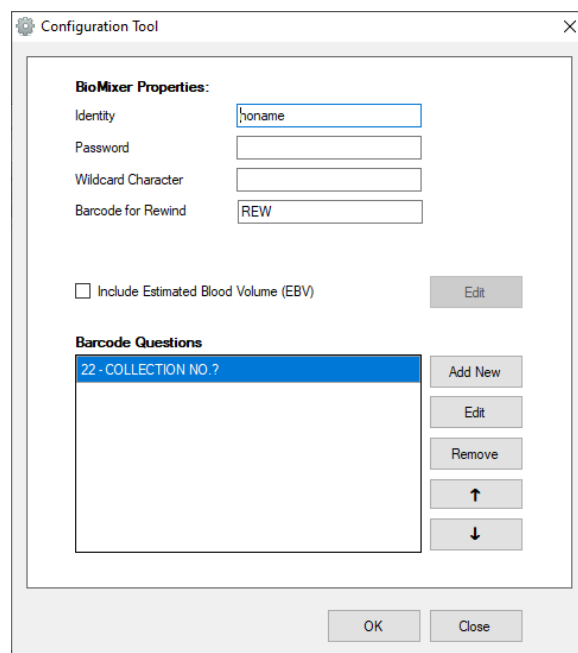 Configuration Tool
BioMixer Properties:
Identity
noname
Password
Wildcard Character
Barcode for Rewind
REW
Include Estimated Blood Volume (EBV)
Edit
Barcode Questions
22 - COLLECTION NO.?
Add New
Edit
Remove
↑
↓
OK
Close